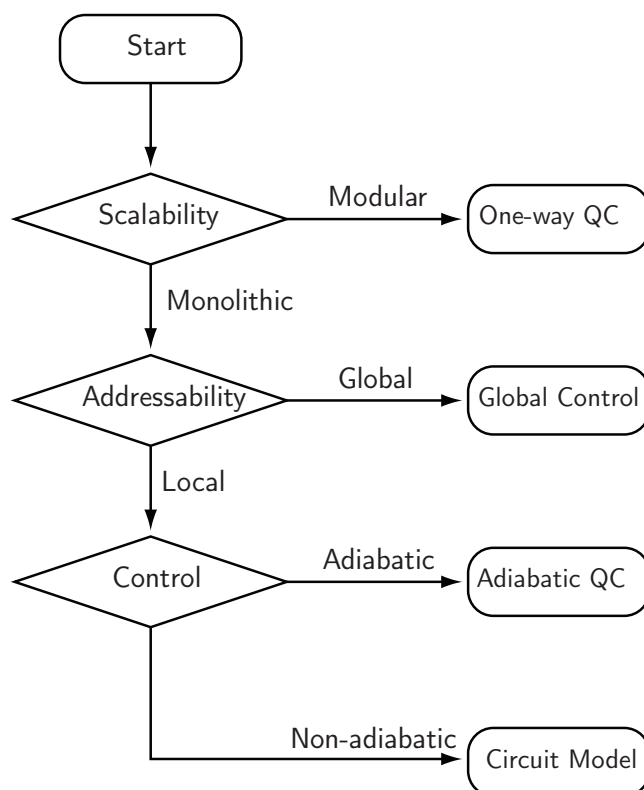 Start
Scalability
Modular
One-way QC
Monolithic
Addressability
Global
Global Control
Local
Control
Adiabatic
Adiabatic QC
Non-adiabatic
Circuit Model